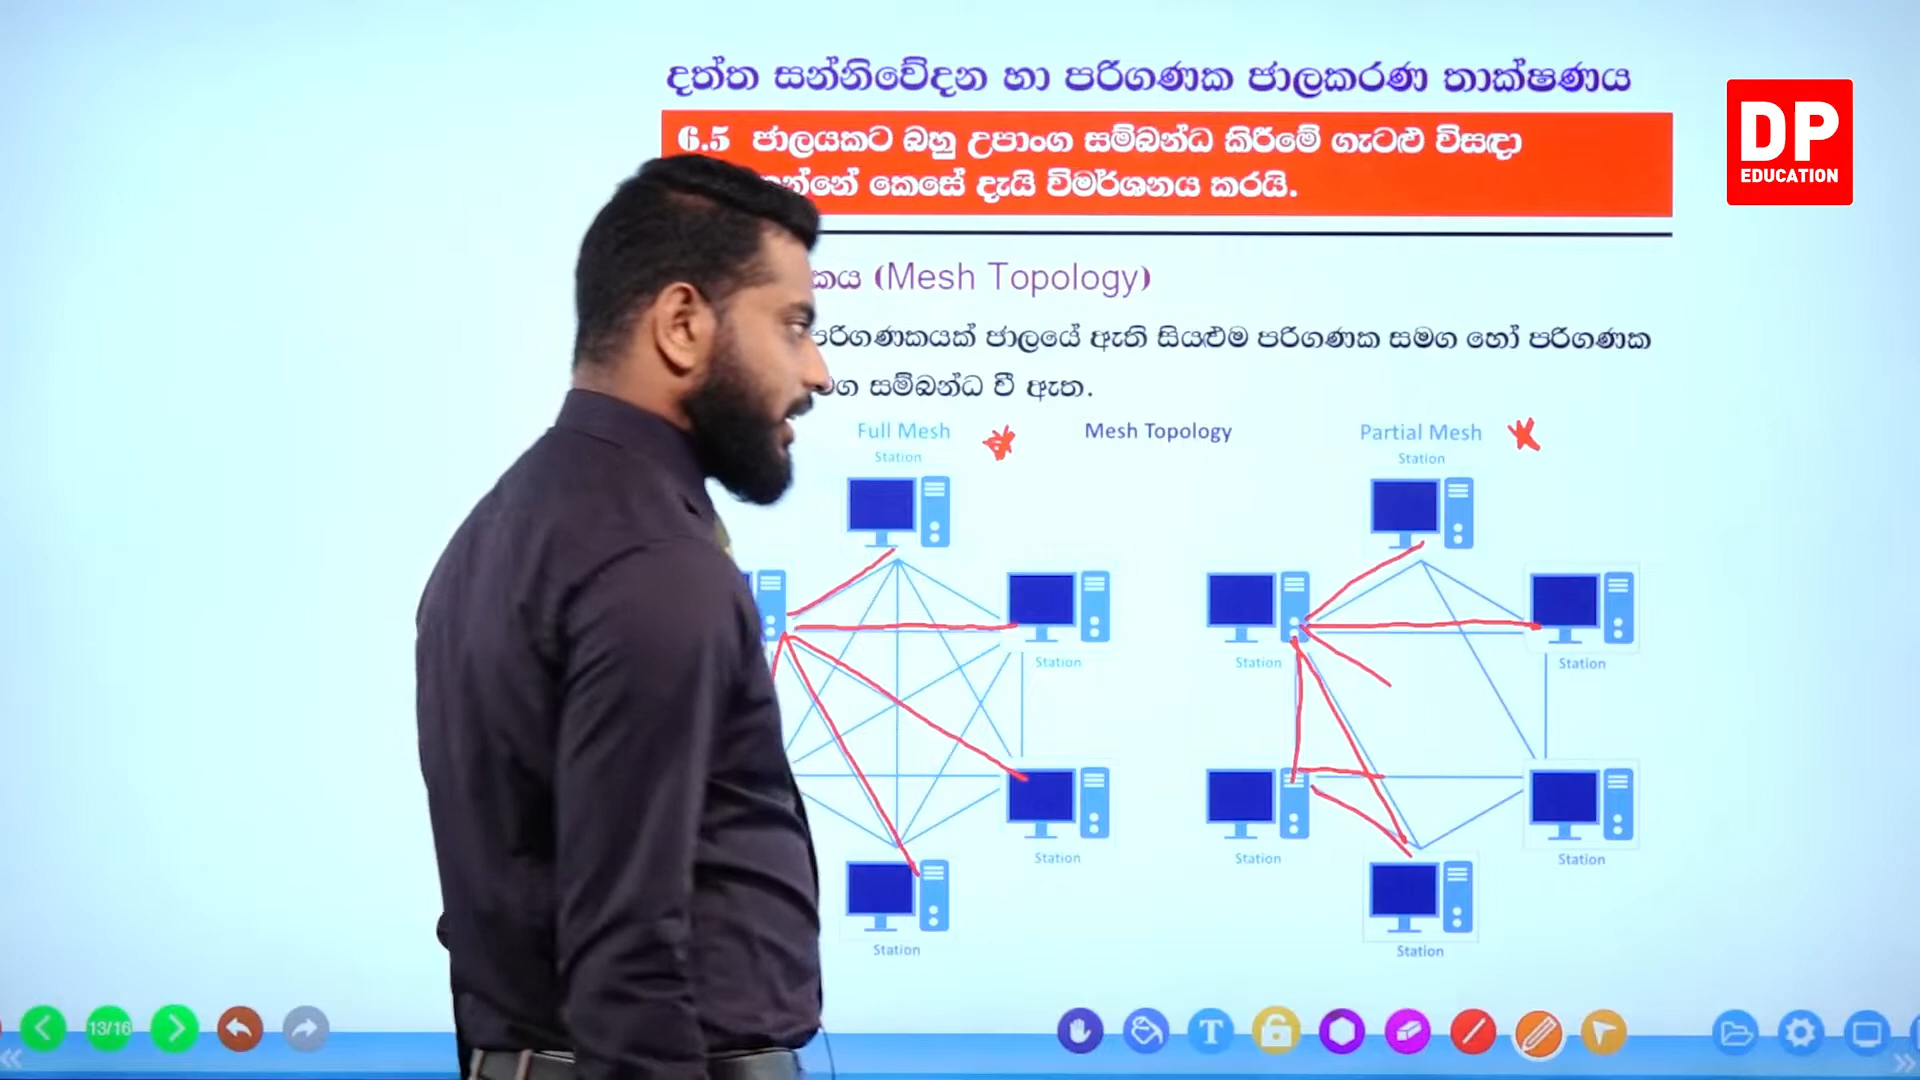 දත්ත සන්නිවේදන හා පරිගණක ජාලකරණ තාක්ෂණය
6.5 ජාලයකට බහු උපාංග සම්බන්ධ කිරීමේ ගැටළු විසඳා
කෙසේ දැයි විමර්ශනය කරයි.
DP
EDUCATION
(Mesh Topology)
පරිගණකයක් ජාලයේ ඇති සියළුම පරිගණක සමග හෝ පරිගණක
සම්බන්ධ වී ඇත.
Full Mesh
Mesh Topology
Partial Mesh
Station
Station
Station
Station
Station
Station
Station
Station
Station
Station
Station
13/16
T